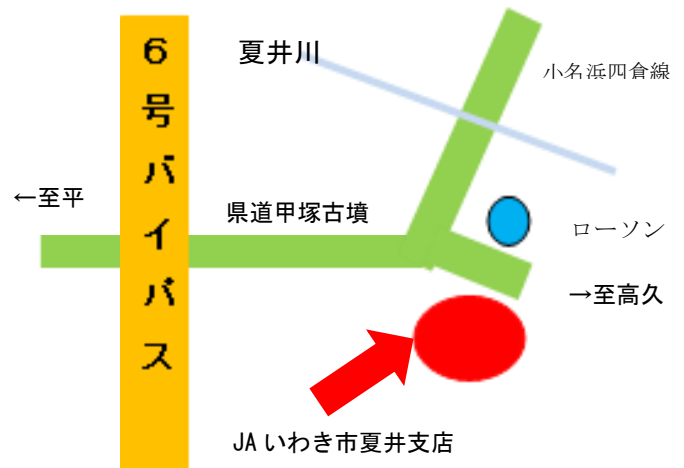 6号バイパス
夏井川
小名浜四倉線
←至平
県道甲塚古墳
ローソン
→至高久
JAいわき市夏井支店